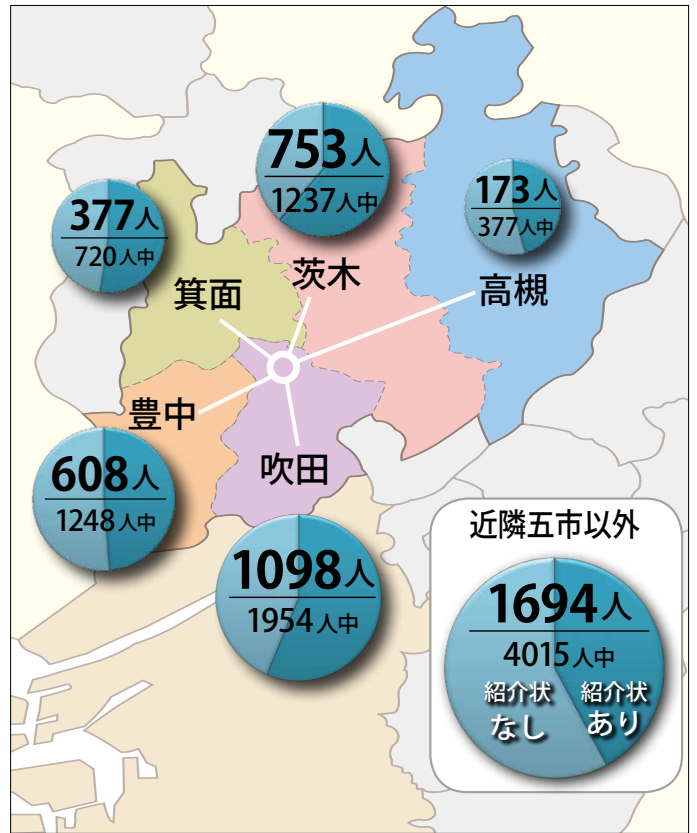 753人
1237人中
173人
377人中
377人
720人中
茨木
箕面
高槻
豊中
吹田
608人
1248人中
1098人
1954人中
近隣五市以外
1694人
4015人中
紹介状
なし
紹介状
あり